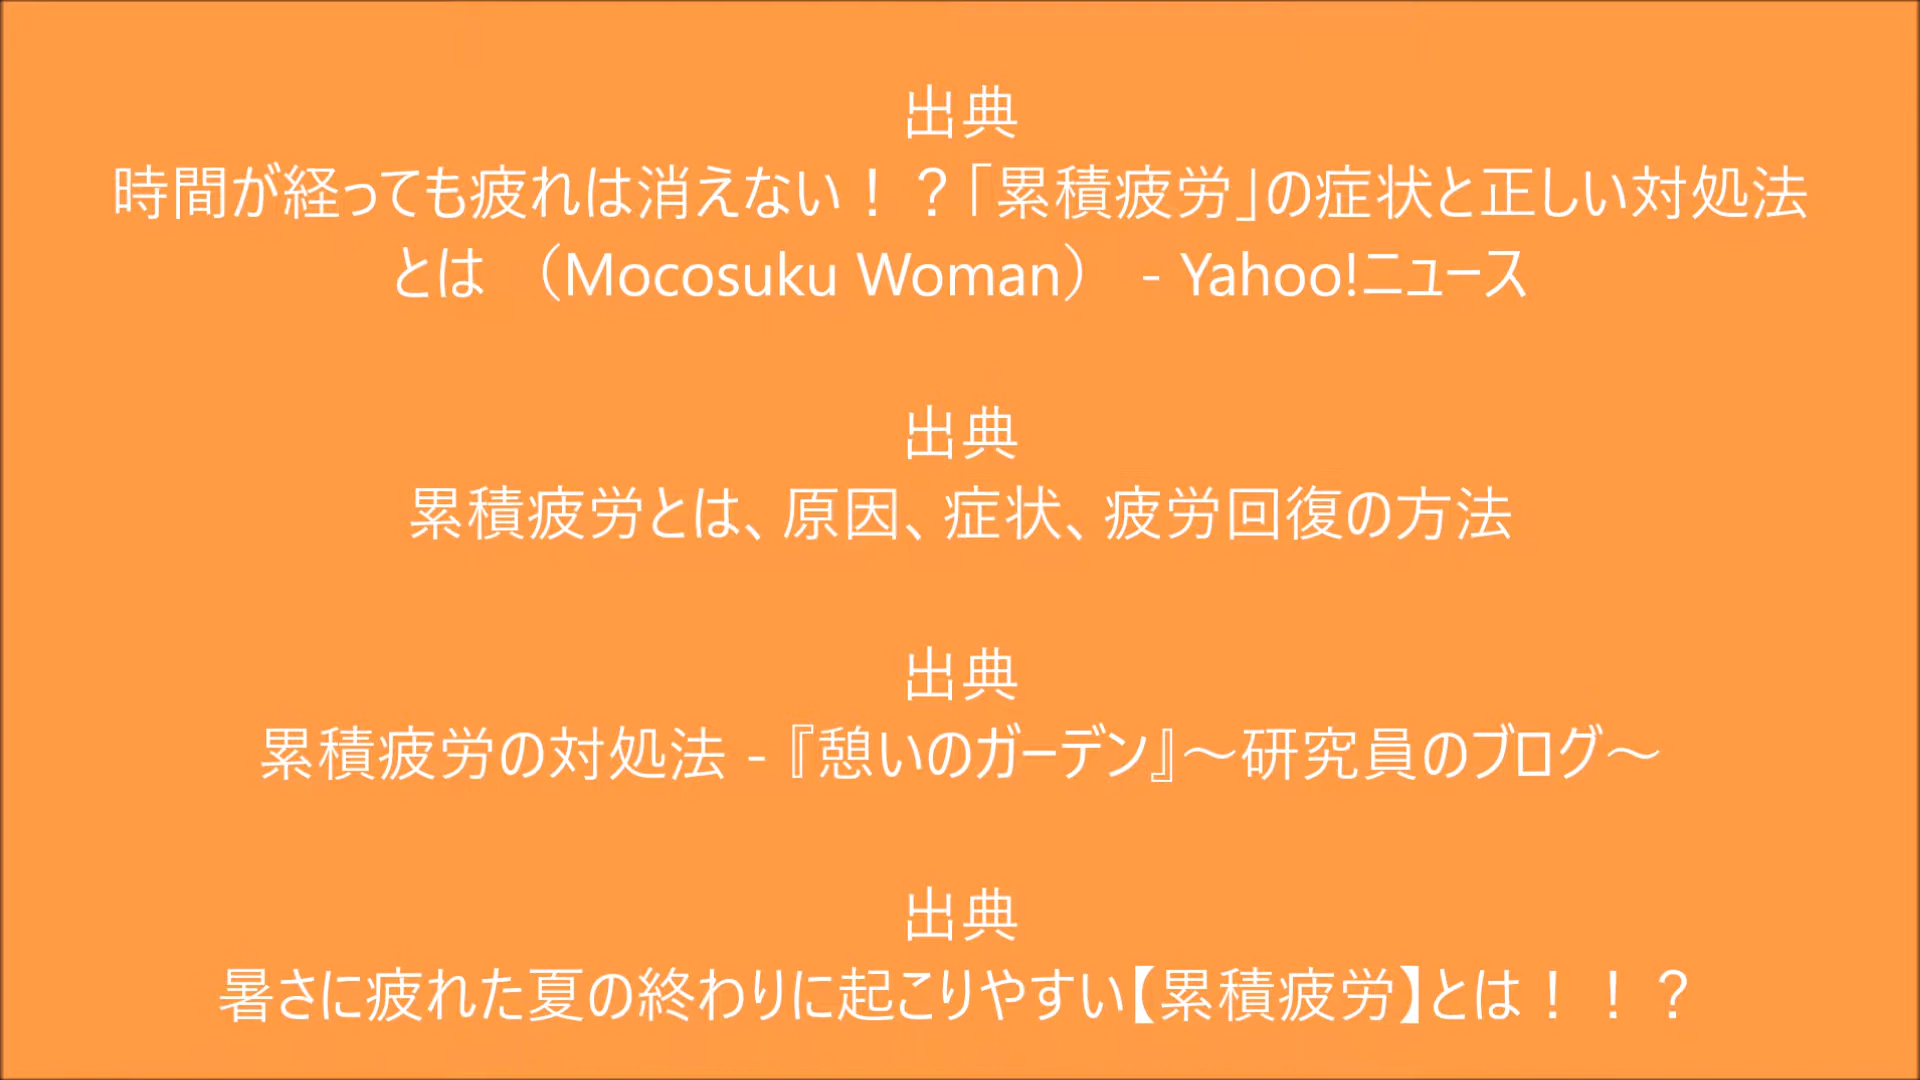 出典
時間が経っても疲れは消えない！？「累積疲労」の症状と正しい対処法
とは （Mocosuku Woman） - Yahoo!ニュース
出典
累積疲労とは、原因、症状、疲労回復の方法
出典
累積疲労の対処法 - 『憩いのガーデン』～研究員のブログ～
出典
暑さに疲れた夏の終わりに起こりやすい【累積疲労】とは！！？